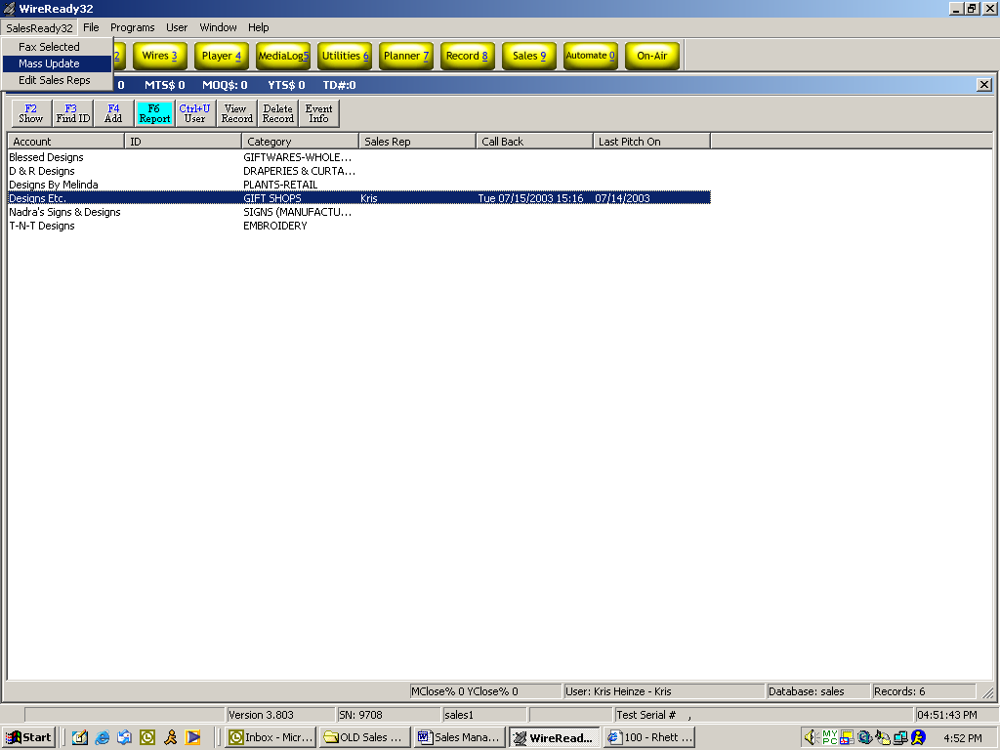 WireReady32
SalesReady32 File Programs User Window Help
Fax Selected
Mass Update
Edit Sales Reps
2 Wires 3 Player 4 MediaLog5 Utilities 6 Planner 7 Record 8 Sales 9 Automate 0 On-Air
0 MTS$ 0 MOQ$: 0 YTS$ 0 TD#:0
F2 Show F3 Find ID F4 Add F6 Report Ctrl+U User View Record Delete Record Event Info
Account ID Category Sales Rep Call Back Last Pitch On
Blessed Designs GIFTWARES-WHOLE...
D & R Designs DRAPERIES & CURTA...
Designs By Melinda PLANTS-RETAIL
Designs Etc. GIFT SHOPS Kris Tue 07/15/2003 15:16 07/14/2003
Nadra's Signs & Designs SIGNS (MANUFACTU...
T-N-T Designs EMBROIDERY
MClose% 0 YClose% 0 User: Kris Heinze - Kris Database: sales Records: 6
Version 3.803 SN: 9708 sales1 Test Serial # , 04:51:43 PM
Start Inbox - Micr... OLD Sales ... Sales Mana... WireRead... 100 - Rhett ... MY PC 4:52 PM